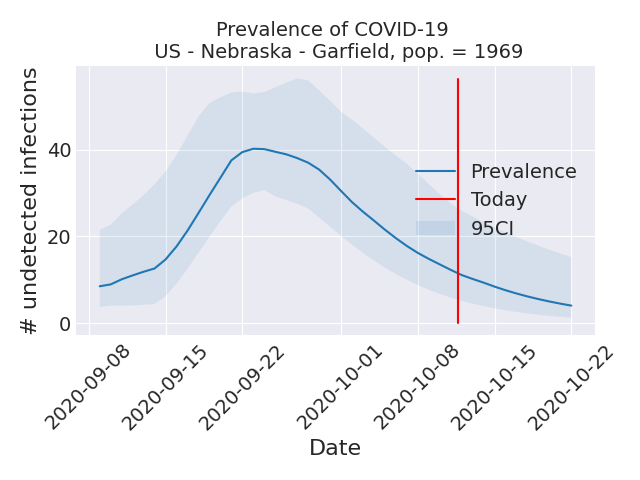 Prevalence of COVID-19
US - Nebraska - Garfield, pop. = 1969
# undetected infections
40
20
0
Prevalence
Today
95CI
2020-09-08
2020-09-15
2020-09-22
2020-10-01
2020-10-08
2020-10-15
2020-10-22
Date